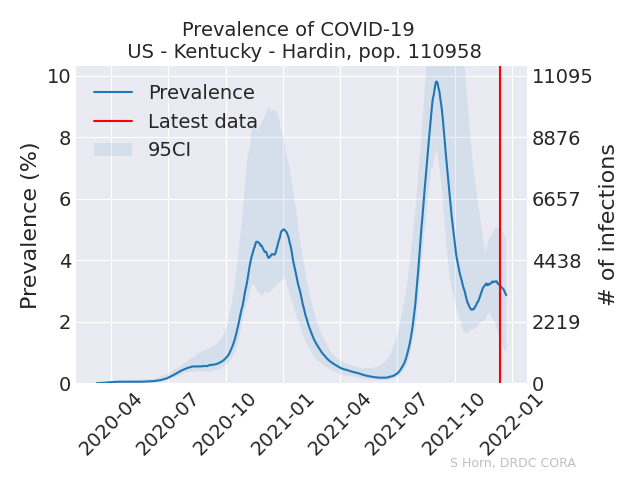 Prevalence of COVID-19
US - Kentucky - Hardin, pop. 110958
Prevalence
Latest data
95CI
Prevalence (%)
10
8
6
4
2
0
11095
8876
6657
4438
2219
0
# of infections
2020-04
2020-07
2020-10
2021-01
2021-04
2021-07
2021-10
2022-01
S Horn, DRDC CORA